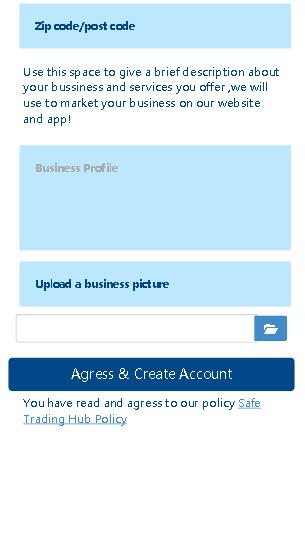 Zip code/post code
Use this space to give a brief description about
your bussiness and services you offer ,we will
use to market your business on our website
and app!
Business Profile
Upload a business picture
Agress & Create Account
You have read and agress to our policy Safe
Trading Hub Policy